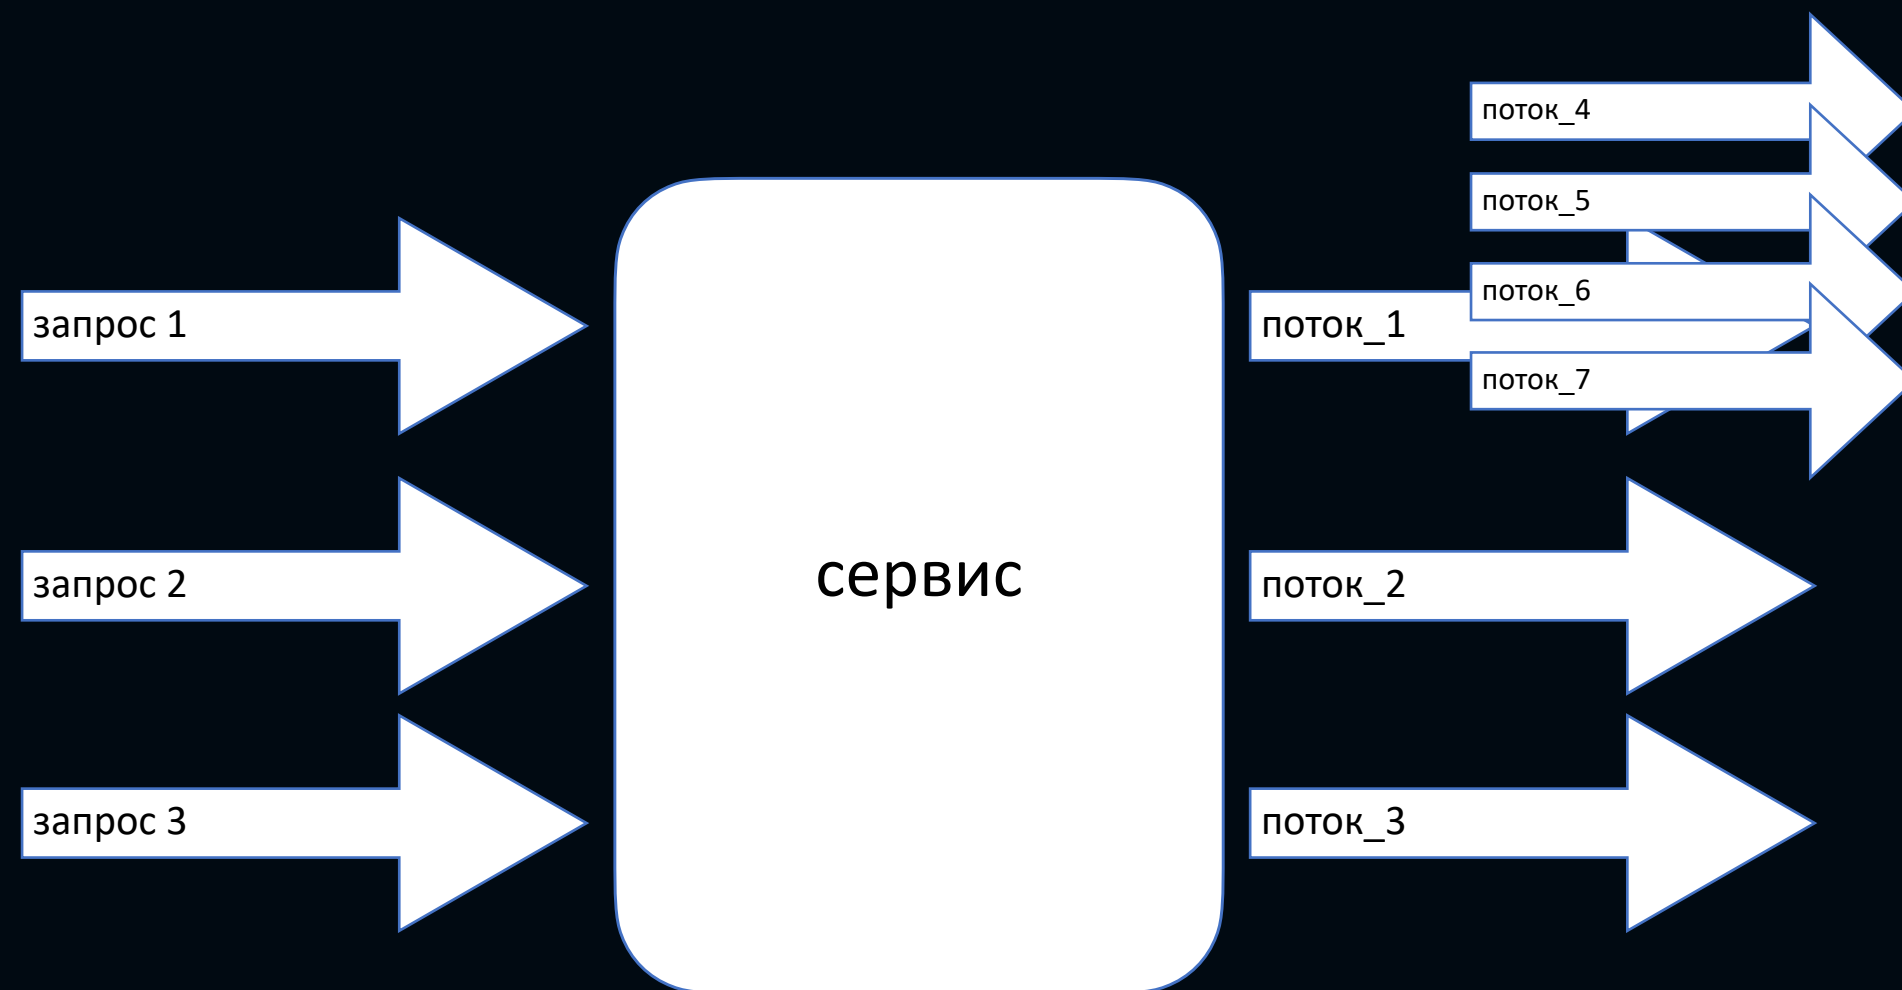 запрос 1
запрос 2
запрос 3
сервис
поток_1
поток_2
поток_3
поток_4
поток_5
поток_6
поток_7